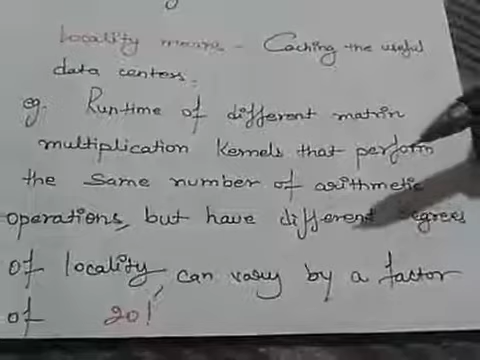 Locality means - Caching the useful
data centers.
eg. Runtime of different matrix
multiplication kernels that perform
the same number of arithmetic
operations, but have different degrees
of locality, can vary by a factor
of 20!